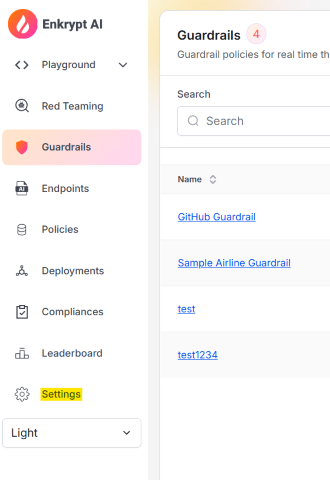 Enkrypt AI
Playground
Red Teaming
Guardrails
AI
Endpoints
Policies
Deployments
Compliances
Leaderboard
Settings
Light
Guardrails 4
Guardrail policies for real time th
Search
Search
Name
GitHub Guardrail
Sample Airline Guardrail
test
test1234